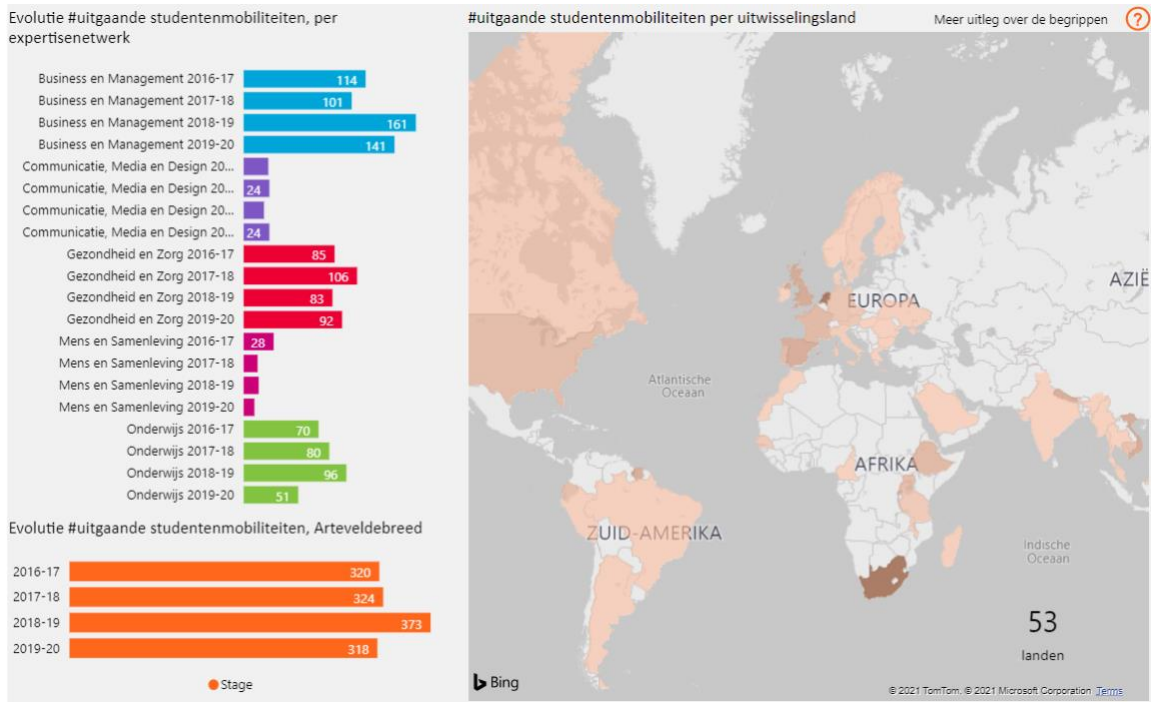 Evolutie #uitgaande studentenmobiliteiten, per
expertisenetwerk
Business en Management 2016-17 114
Business en Management 2017-18 101
Business en Management 2018-19 161
Business en Management 2019-20 141
Communicatie, Media en Design 20...
Communicatie, Media en Design 20... 24
Communicatie, Media en Design 20...
Communicatie, Media en Design 20... 24
Gezondheid en Zorg 2016-17 85
Gezondheid en Zorg 2017-18 106
Gezondheid en Zorg 2018-19 83
Gezondheid en Zorg 2019-20 92
Mens en Samenleving 2016-17 28
Mens en Samenleving 2017-18
Mens en Samenleving 2018-19
Mens en Samenleving 2019-20
Onderwijs 2016-17 70
Onderwijs 2017-18 80
Onderwijs 2018-19 96
Onderwijs 2019-20 51
Evolutie #uitgaande studentenmobiliteiten, Arteveldebreed
2016-17 320
2017-18 324
2018-19 373
2019-20 318
Stage
#uitgaande studentenmobiliteiten per uitwisselingsland
Meer uitleg over de begrippen ?
AZIË
EUROPA
Atlantische
Oceaan
AFRIKA
ZUID-AMERIKA
Indische
Oceaan
53
landen
Bing
© 2021 TomTom, © 2021 Microsoft Corporation Terms